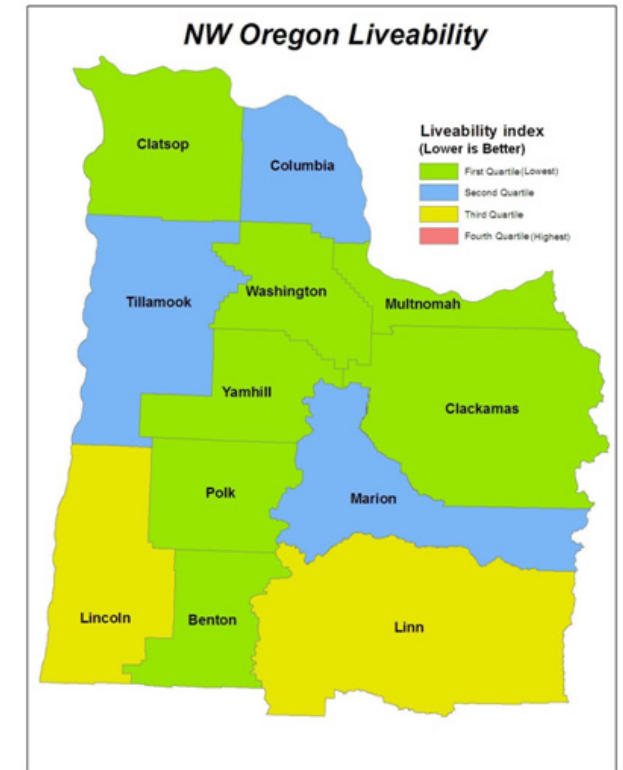 NW Oregon Liveability
Liveability index
(Lower is Better)
First Quartile(Lowest)
Second Quartile
Third Quartile
Fourth Quartile (Highest)
Clatsop
Columbia
Tillamook
Washington
Multnomah
Yamhill
Clackamas
Polk
Marion
Lincoln
Benton
Linn